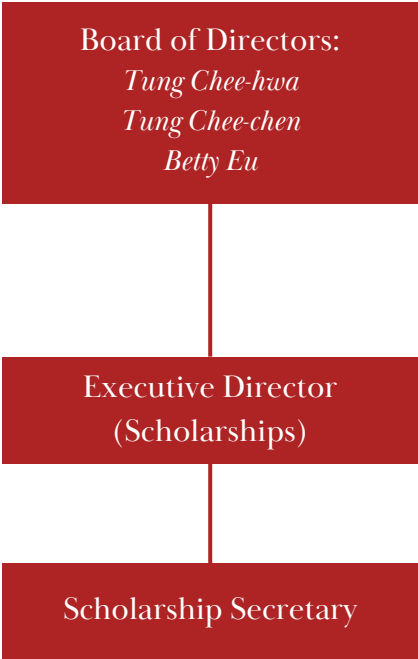 Board of Directors:
Tung Chee-hwa
Tung Chee-chen
Betty Eu
Executive Director
(Scholarships)
Scholarship Secretary